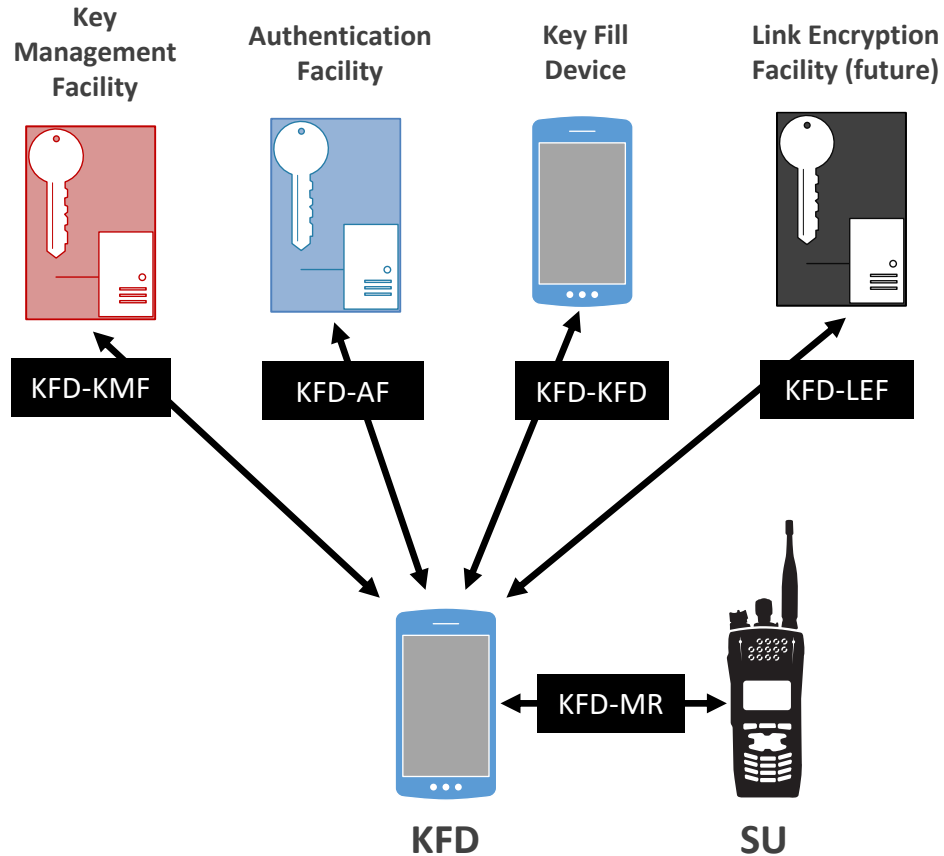 Key
Management
Facility
Authentication
Facility
Key Fill
Device
Link Encryption
Facility (future)
KFD-KMF
KFD-AF
KFD-KFD
KFD-LEF
KFD-MR
KFD
SU